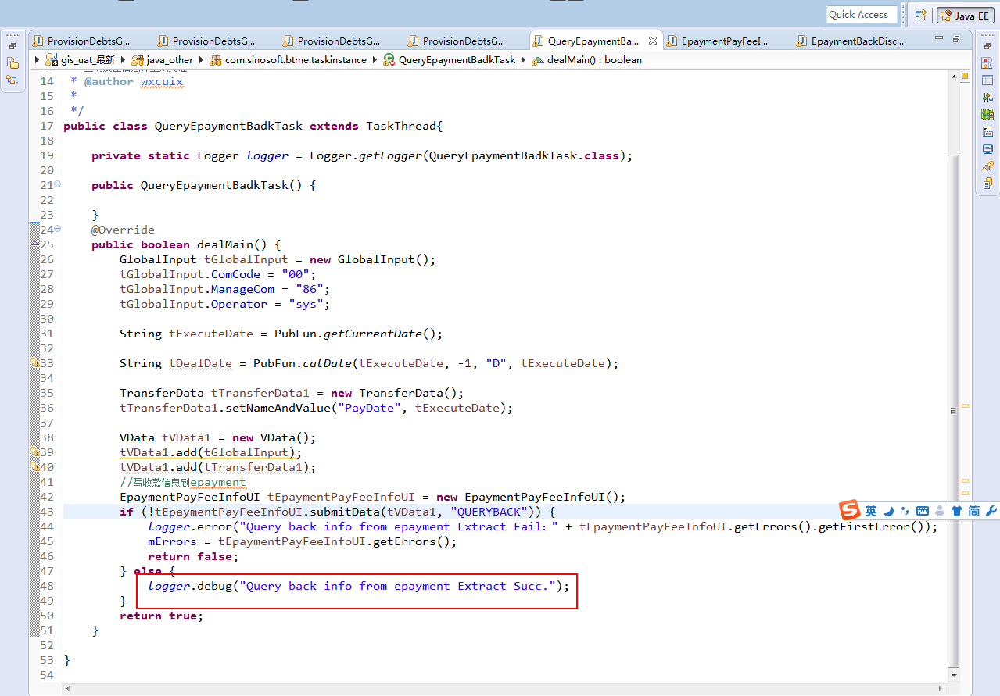 Quick Access
Java EE
ProvisionDebtsG...
ProvisionDebtsG...
ProvisionDebtsG...
ProvisionDebtsG...
QueryEpaymentBa...
EpaymentPayFeeI...
EpaymentBackDisc...
gis_uat_最新
java_other
com.sinosoft.btme.taskinstance
QueryEpaymentBadkTask
dealMain() : boolean
14 * @author wxcuix
15 *
16 */
17 public class QueryEpaymentBadkTask extends TaskThread{
18
19 private static Logger logger = Logger.getLogger(QueryEpaymentBadkTask.class);
20
21 public QueryEpaymentBadkTask() {
22
23 }
24 @Override
25 public boolean dealMain() {
26 GlobalInput tGlobalInput = new GlobalInput();
27 tGlobalInput.ComCode = "00";
28 tGlobalInput.ManageCom = "86";
29 tGlobalInput.Operator = "sys";
30
31 String tExecuteDate = PubFun.getCurrentDate();
32
33 String tDealDate = PubFun.calDate(tExecuteDate, -1, "D", tExecuteDate);
34
35 TransferData tTransferData1 = new TransferData();
36 tTransferData1.setNameAndValue("PayDate", tExecuteDate);
37
38 VData tVData1 = new VData();
39 tVData1.add(tGlobalInput);
40 tVData1.add(tTransferData1);
41 //写收款信息到epayment
42 EpaymentPayFeeInfoUI tEpaymentPayFeeInfoUI = new EpaymentPayFeeInfoUI();
43 if (!tEpaymentPayFeeInfoUI.submitData(tVData1, "QUERYBACK")) {
44 logger.error("Query back info from epayment Extract Fail：" + tEpaymentPayFeeInfoUI.getErrors().getFirstError());
45 mErrors = tEpaymentPayFeeInfoUI.getErrors();
46 return false;
47 } else {
48 logger.debug("Query back info from epayment Extract Succ.");
49 }
50 return true;
51 }
52
53 }
54
S 英 简